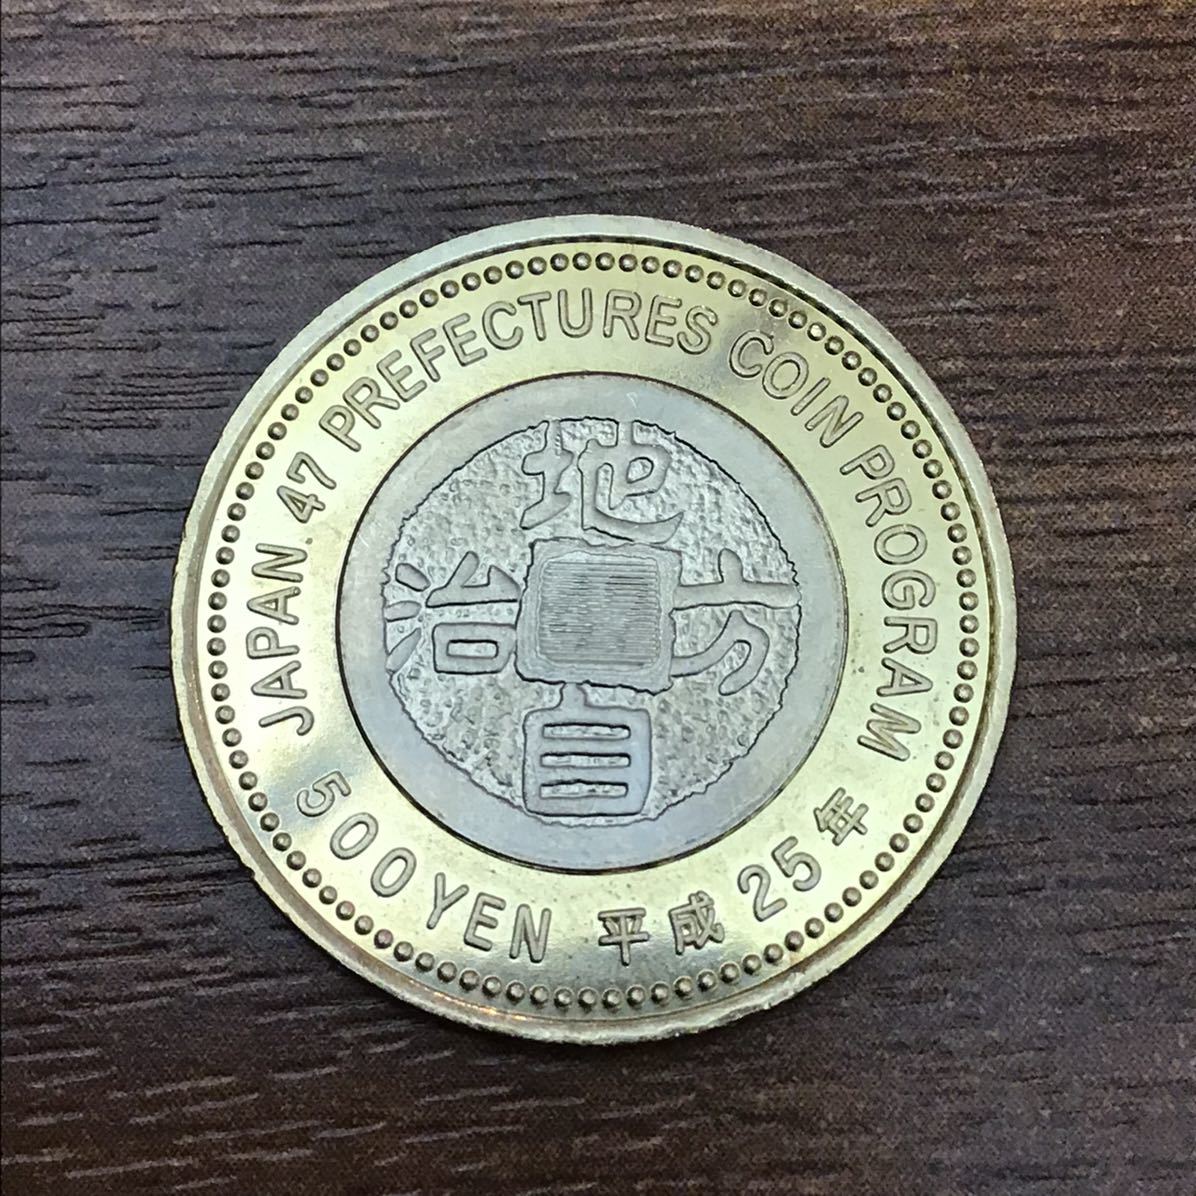 JAPAN 47 PREFECTURES COIN PROGRAM
地方自治
500 YEN 平成25年